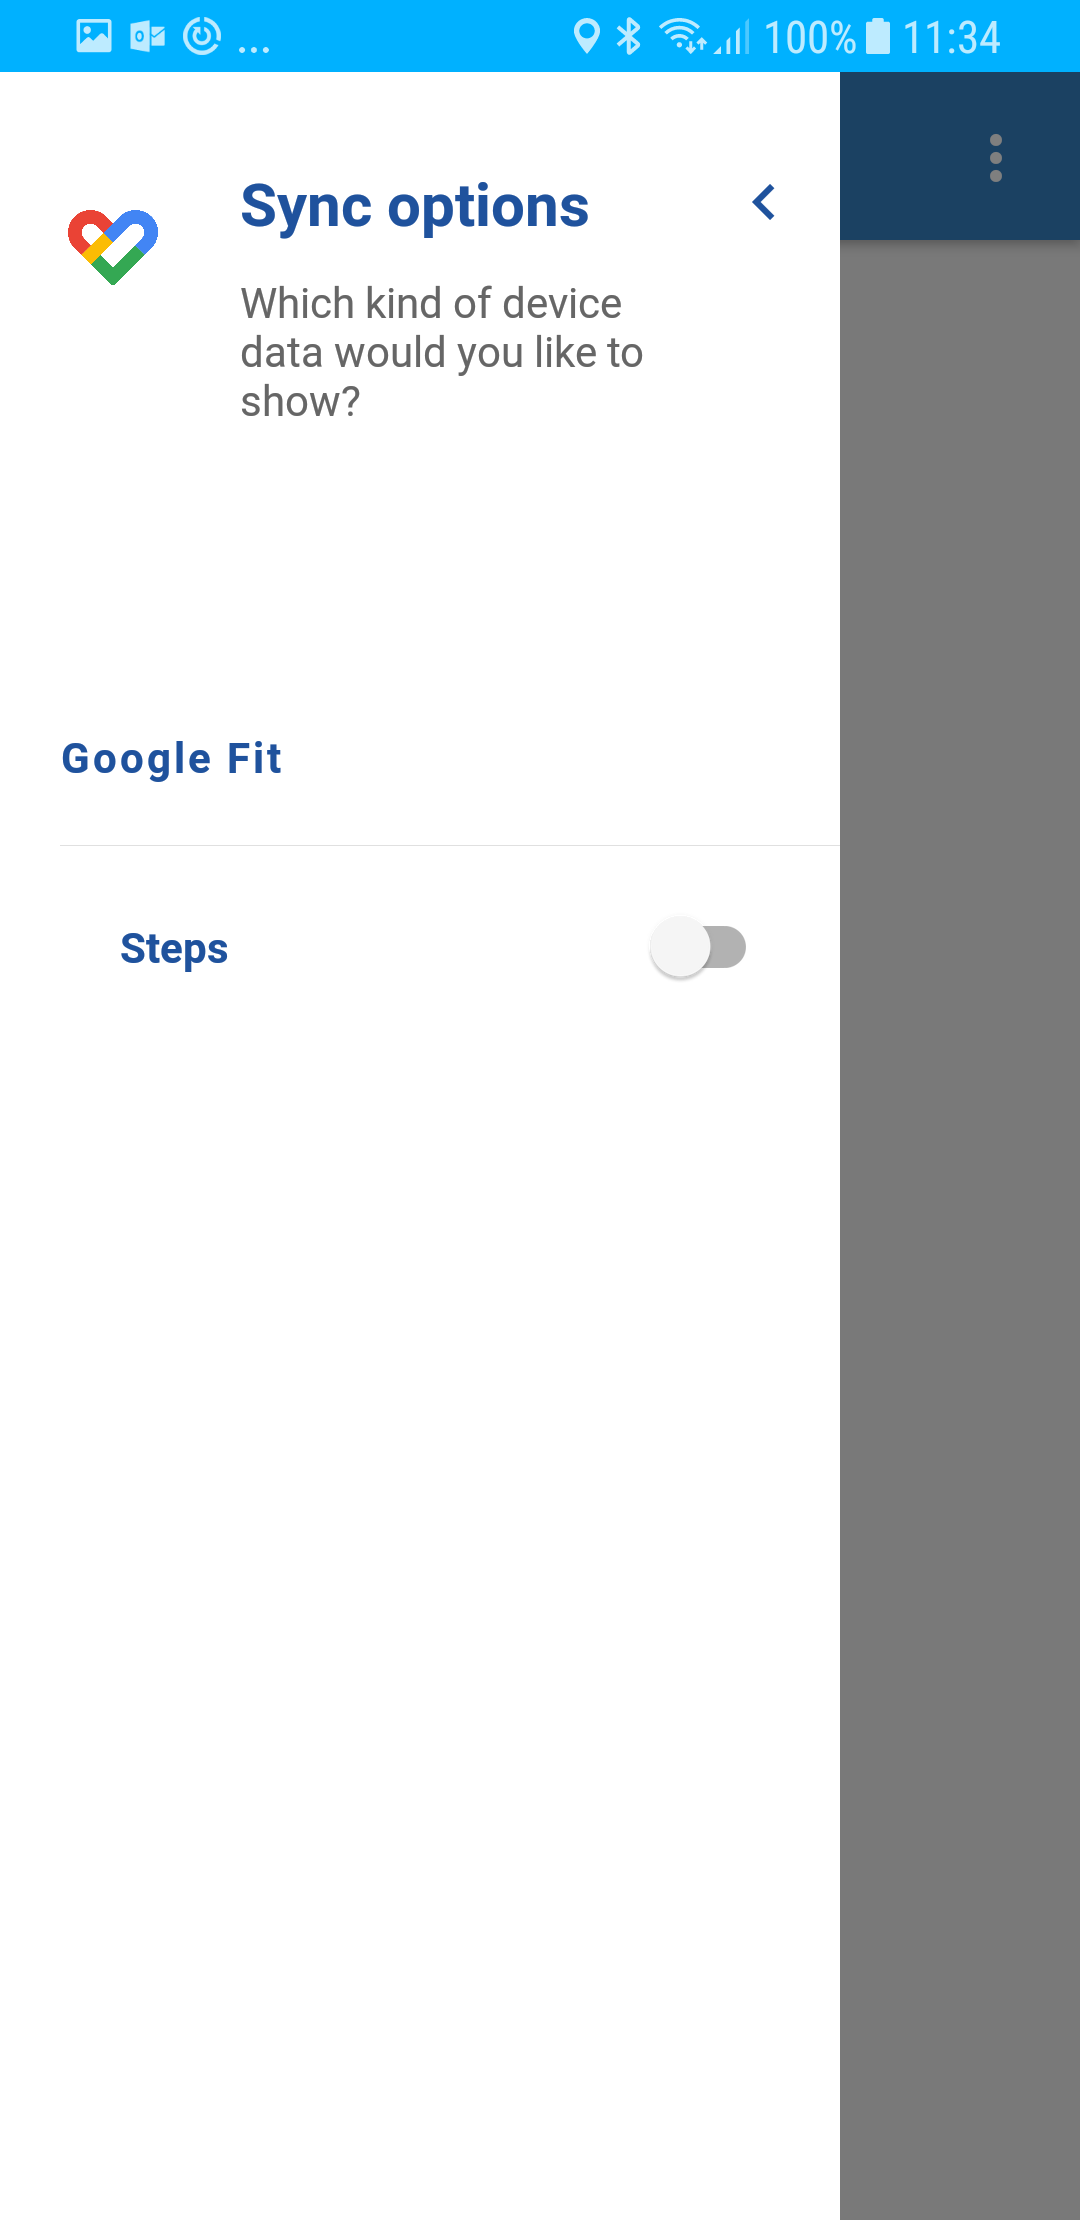 ... 100% 11:34
Sync options
Which kind of device
data would you like to
show?
Google Fit
Steps